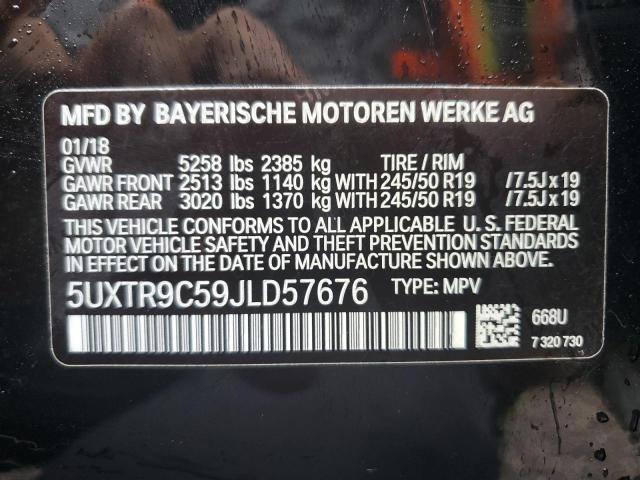 MFD BY BAYERISCHE MOTOREN WERKE AG
01/18
GVWR 5258 lbs 2385 kg TIRE / RIM
GAWR FRONT 2513 lbs 1140 kg WITH 245/50 R19 /7.5J x 19
GAWR REAR 3020 lbs 1370 kg WITH 245/50 R19 /7.5J x 19
THIS VEHICLE CONFORMS TO ALL APPLICABLE U. S. FEDERAL
MOTOR VEHICLE SAFETY AND THEFT PREVENTION STANDARDS
IN EFFECT ON THE DATE OF MANUFACTURE SHOWN ABOVE.
5UXTR9C59JLD57676 TYPE: MPV
668U
7 320 730